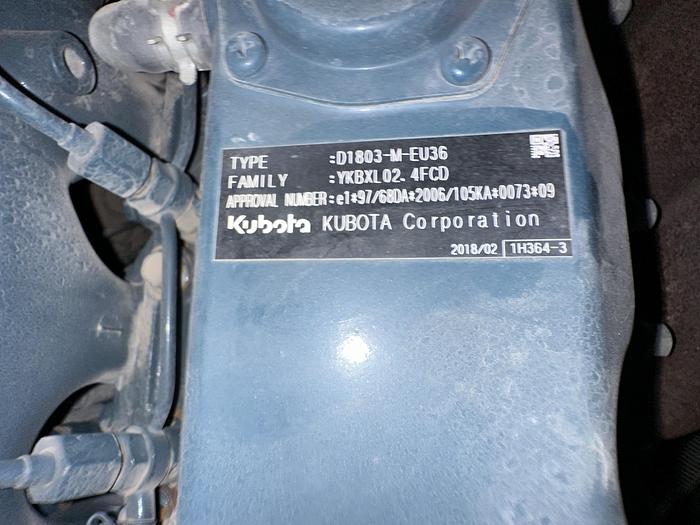 TYPE :D1803-M-EU36
FAMILY :YKBXL02.4FCD
APPROVAL NUMBER:e1*97/68DA*2006/105KA*0073*09
Kubota KUBOTA Corporation
2018/02 1H364-3